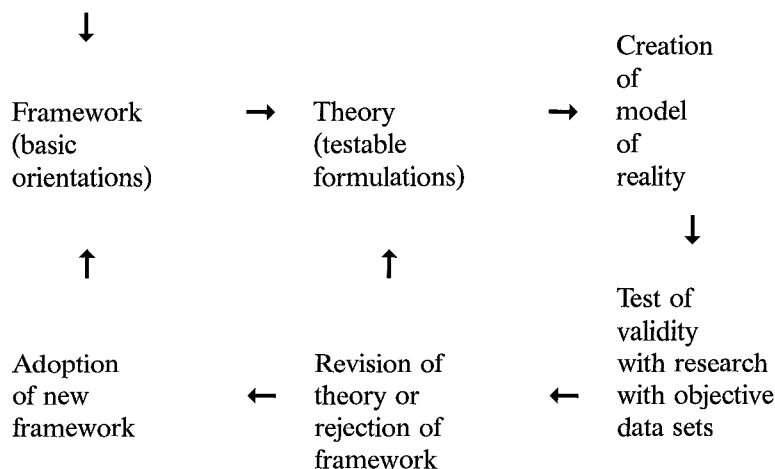 Framework
(basic
orientations)
Theory
(testable
formulations)
Creation
of
model
of
reality
Test of
validity
with research
with objective
data sets
Revision of
theory or
rejection of
framework
Adoption
of new
framework